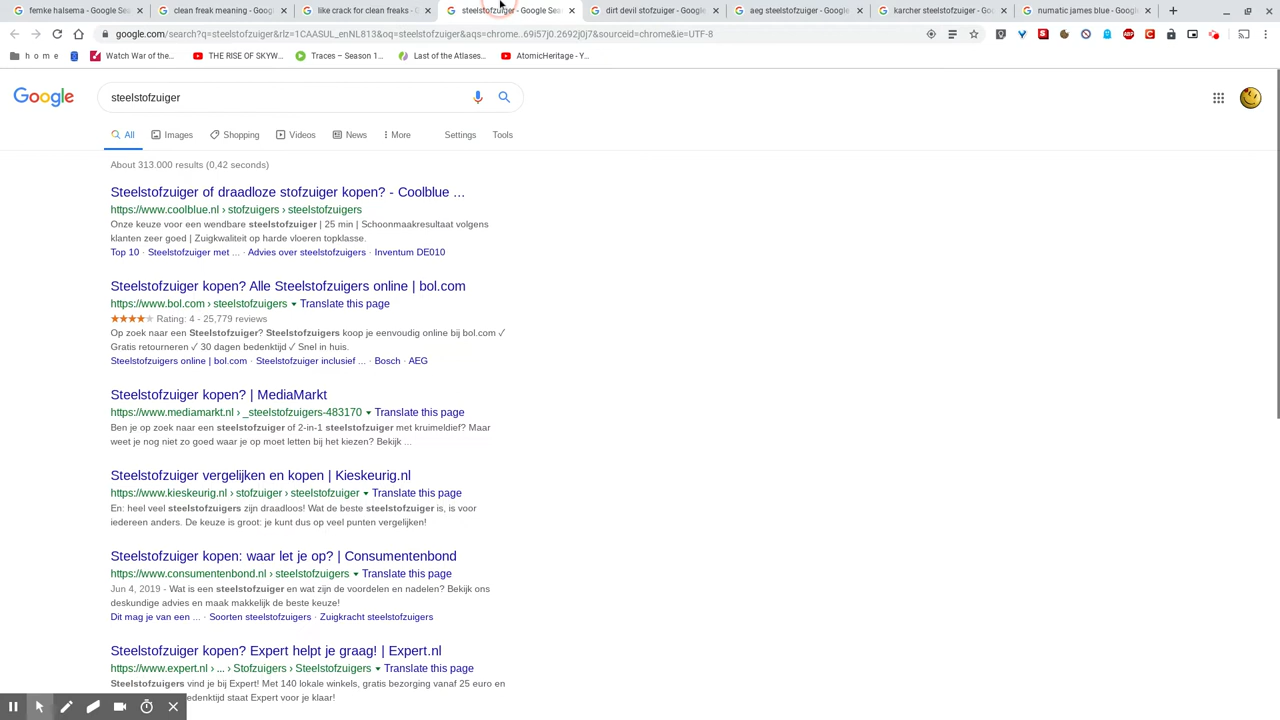 femke halsema - Google Sea
clean freak meaning - Goog
like crack for clean freaks - G
steelstofzuiger - Google Sea
dirt devil stofzuiger - Google
aeg steelstofzuiger - Google
karcher steelstofzuiger - Goo
numatic james blue - Google
google.com/search?q=steelstofzuiger&rlz=1CAASUL_enNL813&oq=steelstofzuiger&aqs=chrome..69i57j0.2692j0j7&sourceid=chrome&ie=UTF-8
h o m e
Watch War of the...
THE RISE OF SKYW...
Traces – Season 1...
Last of the Atlases...
AtomicHeritage - Y...
Google
steelstofzuiger
All Images Shopping Videos News More Settings Tools
About 313.000 results (0,42 seconds)
Steelstofzuiger of draadloze stofzuiger kopen? - Coolblue ...
https://www.coolblue.nl › stofzuigers › steelstofzuigers
Onze keuze voor een wendbare steelstofzuiger | 25 min | Schoonmaakresultaat volgens
klanten zeer goed | Zuigkwaliteit op harde vloeren topklasse.
Top 10 · Steelstofzuiger met ... · Advies over steelstofzuigers · Inventum DE010
Steelstofzuiger kopen? Alle Steelstofzuigers online | bol.com
https://www.bol.com › steelstofzuigers ▾ Translate this page
★★★★★ Rating: 4 - 25,779 reviews
Op zoek naar een Steelstofzuiger? Steelstofzuigers koop je eenvoudig online bij bol.com ✓
Gratis retourneren ✓ 30 dagen bedenktijd ✓ Snel in huis.
Steelstofzuigers online | bol.com · Steelstofzuiger inclusief ... · Bosch · AEG
Steelstofzuiger kopen? | MediaMarkt
https://www.mediamarkt.nl › _steelstofzuigers-483170 ▾ Translate this page
Ben je op zoek naar een steelstofzuiger of 2-in-1 steelstofzuiger met kruimeldief? Maar
weet je nog niet zo goed waar je op moet letten bij het kiezen? Bekijk ...
Steelstofzuiger vergelijken en kopen | Kieskeurig.nl
https://www.kieskeurig.nl › stofzuiger › steelstofzuiger ▾ Translate this page
En: heel veel steelstofzuigers zijn draadloos! Wat de beste steelstofzuiger is, is voor
iedereen anders. De keuze is groot: je kunt dus op veel punten vergelijken!
Steelstofzuiger kopen: waar let je op? | Consumentenbond
https://www.consumentenbond.nl › steelstofzuigers ▾ Translate this page
Jun 4, 2019 - Wat is een steelstofzuiger en wat zijn de voordelen en nadelen? Bekijk ons
deskundige advies en maak makkelijk de beste keuze!
Dit mag je van een ... · Soorten steelstofzuigers · Zuigkracht steelstofzuigers
Steelstofzuiger kopen? Expert helpt je graag! | Expert.nl
https://www.expert.nl › ... › Stofzuigers › Steelstofzuigers ▾ Translate this page
Steelstofzuigers vind je bij Expert! Met 140 lokale winkels, gratis bezorging vanaf 25 euro en
edenktijd staat Expert voor je klaar!